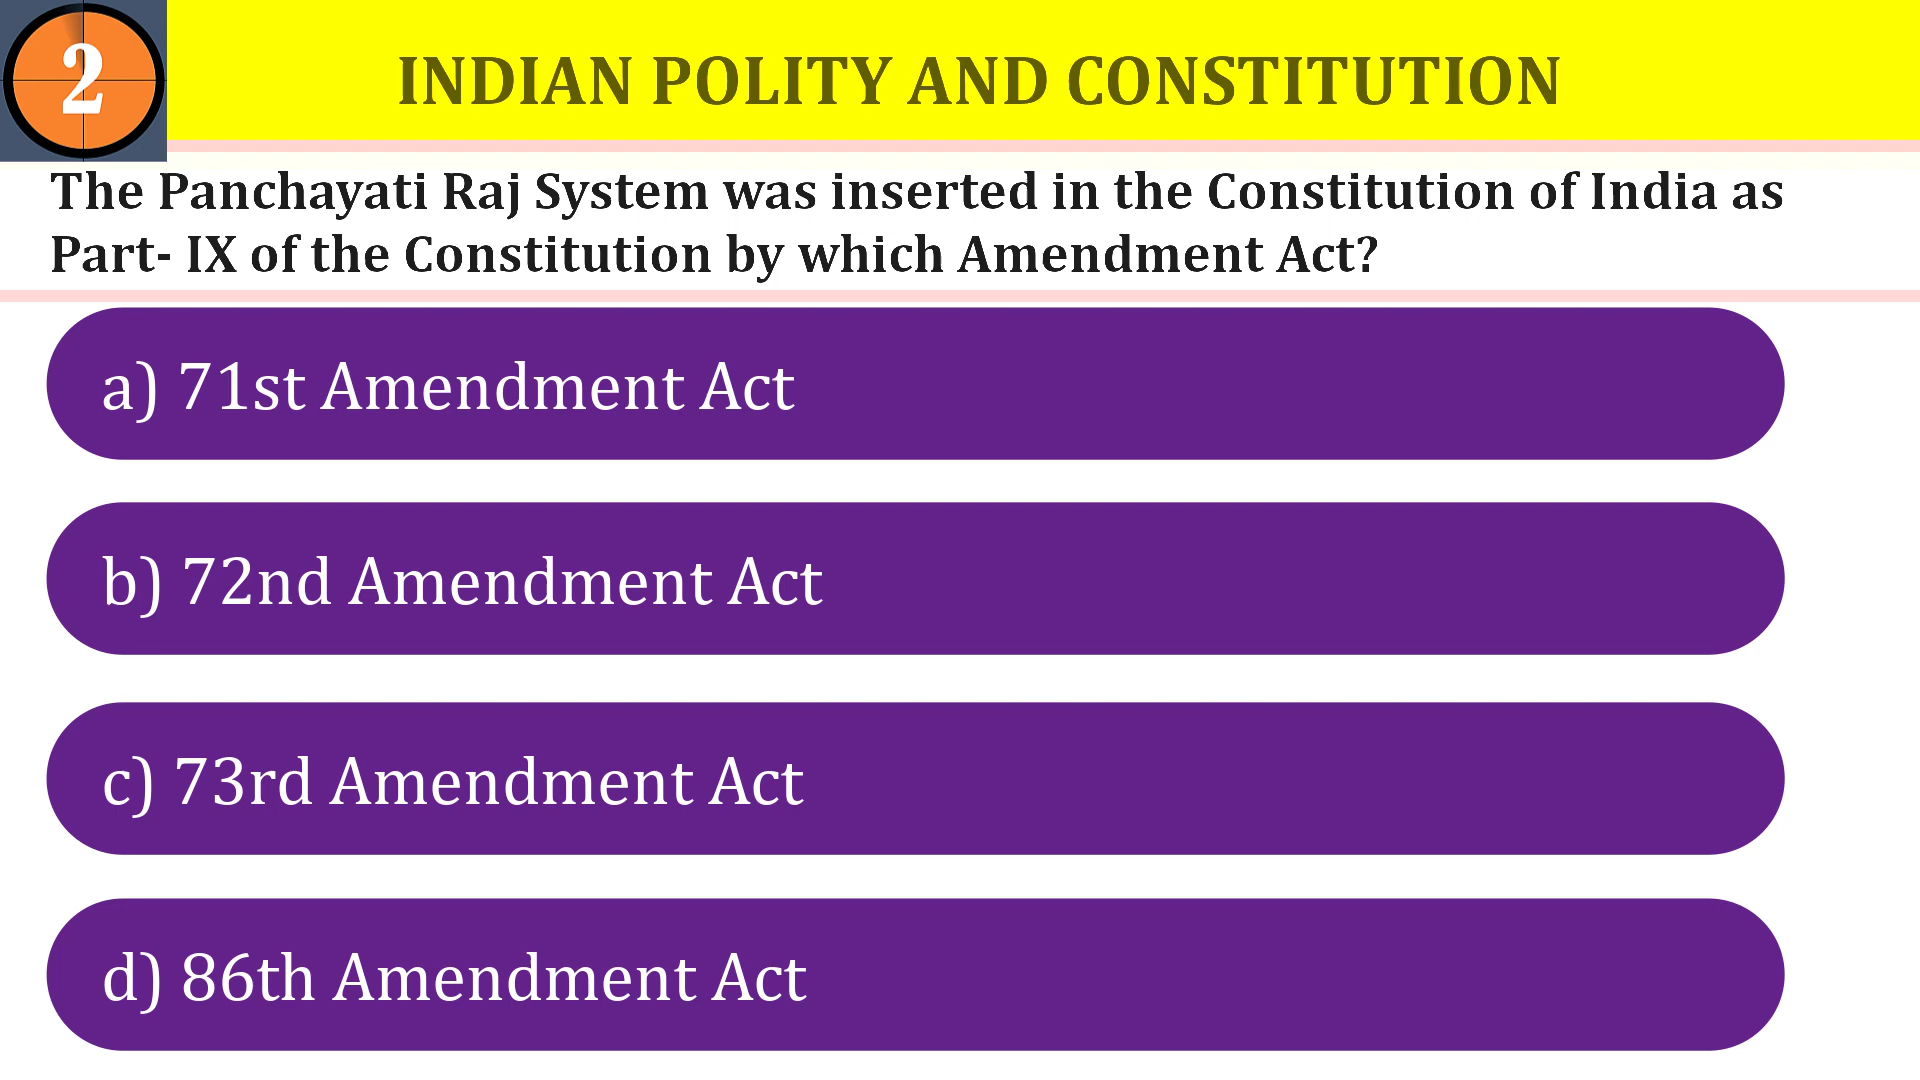 2
INDIAN POLITY AND CONSTITUTION
The Panchayati Raj System was inserted in the Constitution of India as
Part- IX of the Constitution by which Amendment Act?
a) 71st Amendment Act
b) 72nd Amendment Act
c) 73rd Amendment Act
d) 86th Amendment Act